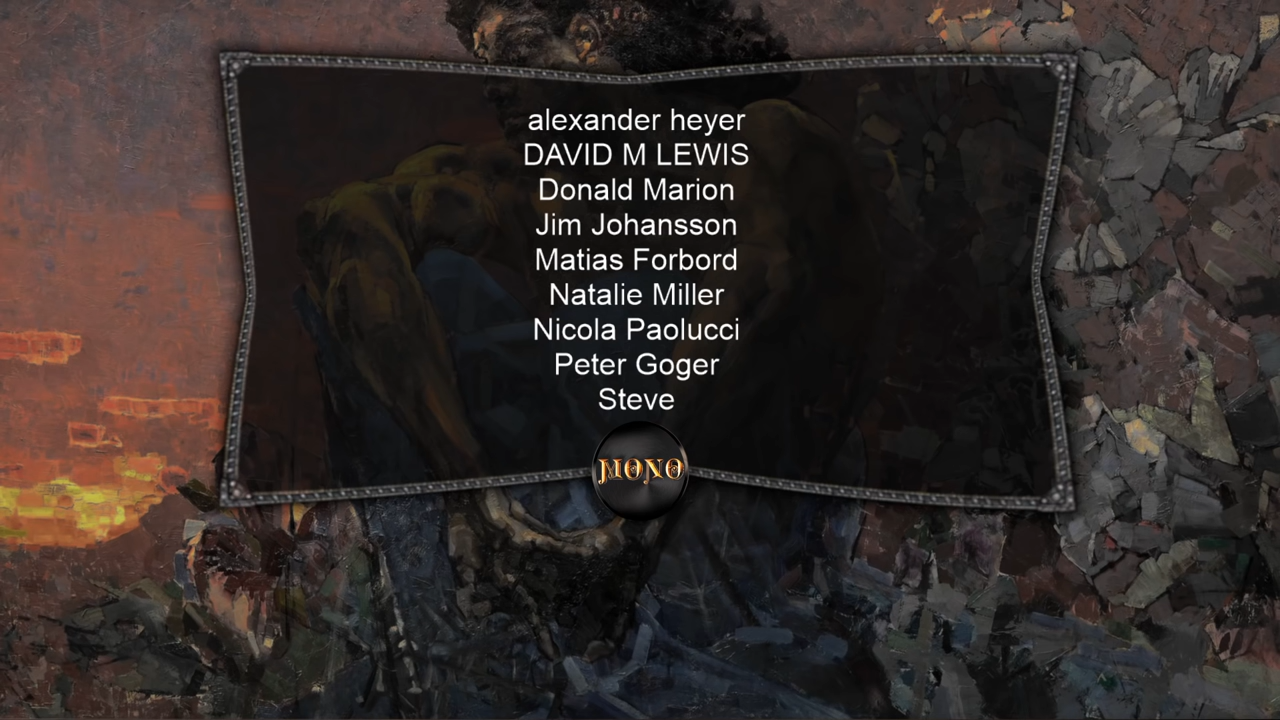 alexander heyer
DAVID M LEWIS
Donald Marion
Jim Johansson
Matias Forbord
Natalie Miller
Nicola Paolucci
Peter Goger
Steve
MONO